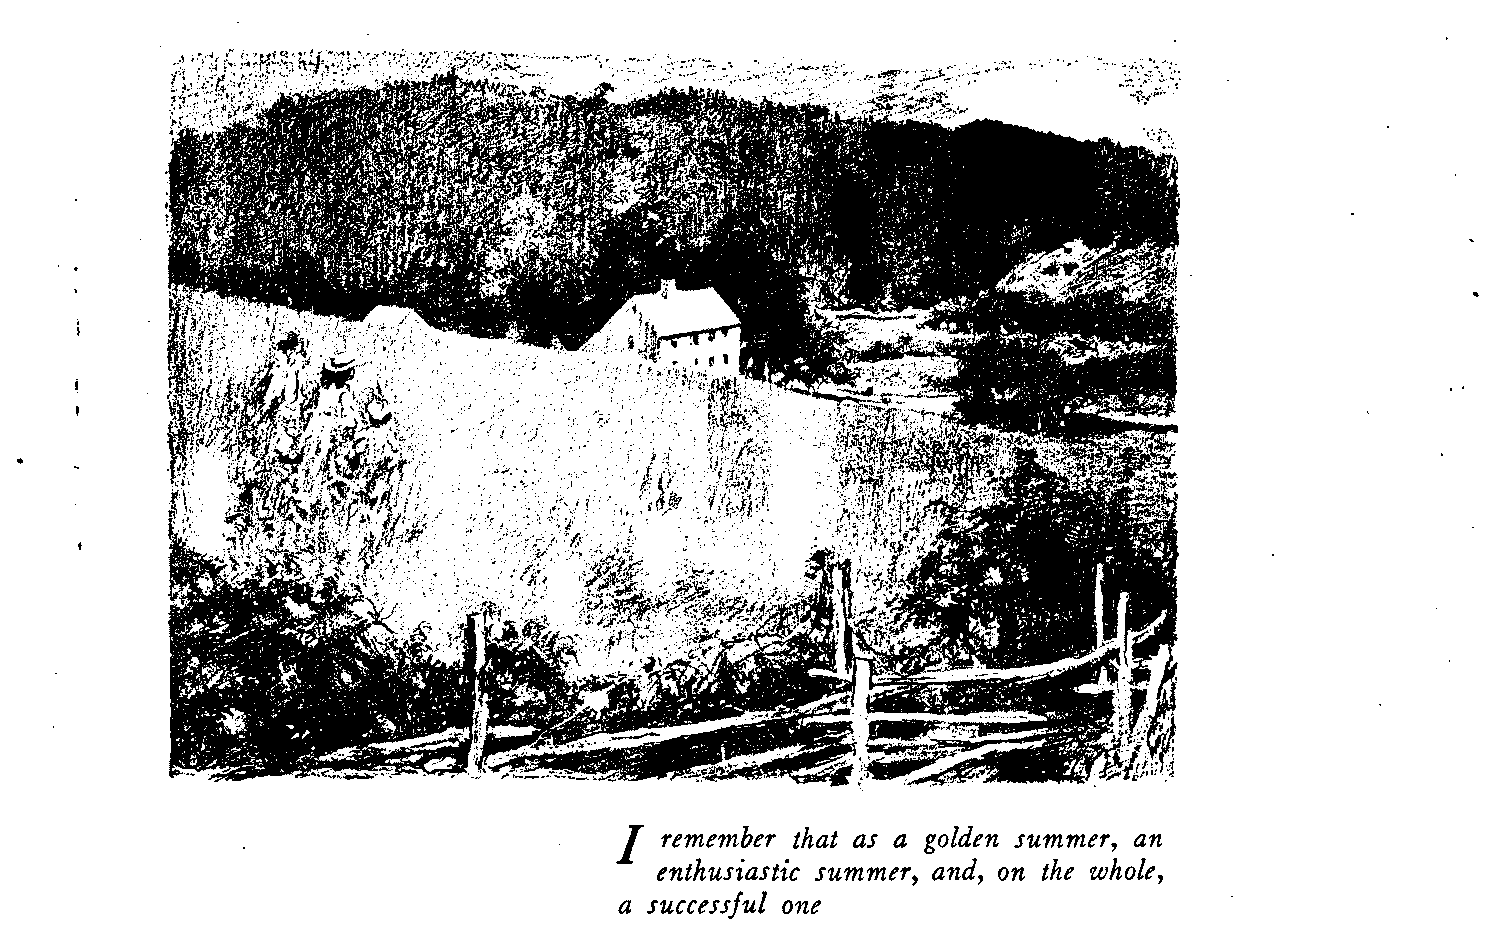 I remember that as a golden summer, an
enthusiastic summer, and, on the whole,
a successful one